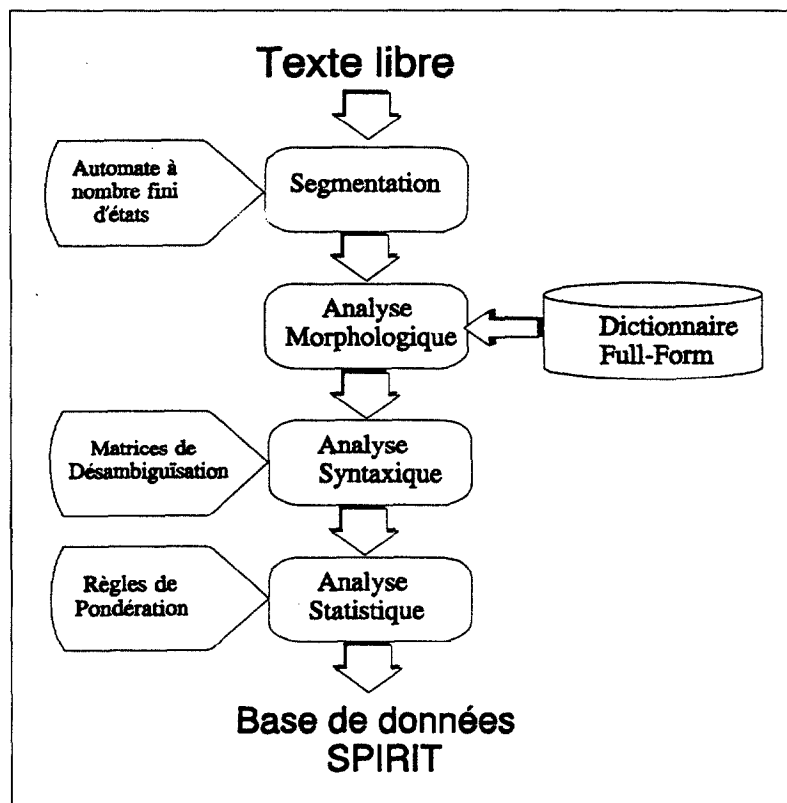 Texte libre
Automate à
nombre fini
d'états
Segmentation
Analyse
Morphologique
Dictionnaire
Full-Form
Matrices de
Désambiguïsation
Analyse
Syntaxique
Règles de
Pondération
Analyse
Statistique
Base de données
SPIRIT